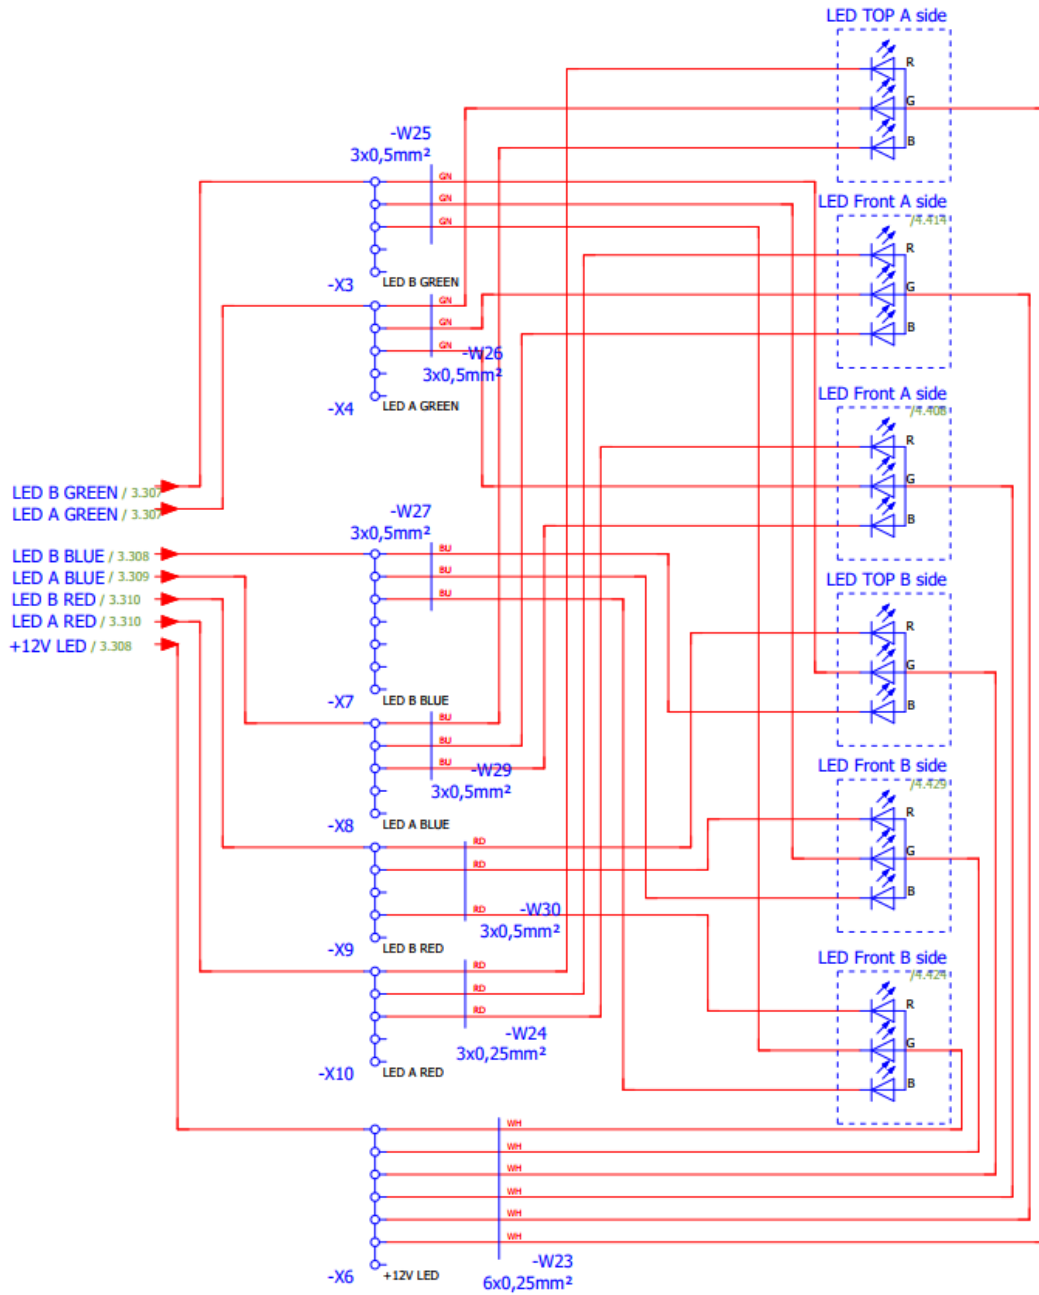 LED TOP A side
R
G
B
-W25
3x0,5mm²
GN
GN
GN
-X3
LED B GREEN
LED Front A side
/4.414
R
G
B
GN
GN
GN
-W26
3x0,5mm²
-X4
LED A GREEN
LED Front A side
/4.408
R
G
B
LED B GREEN / 3.307
LED A GREEN / 3.307
LED B BLUE / 3.308
LED A BLUE / 3.309
LED B RED / 3.310
LED A RED / 3.310
+12V LED / 3.308
-W27
3x0,5mm²
BU
BU
BU
-X7
LED B BLUE
LED TOP B side
R
G
B
BU
BU
BU
-W29
3x0,5mm²
-X8
LED A BLUE
LED Front B side
/4.429
R
G
B
RD
RD
RD
-W30
3x0,5mm²
-X9
LED B RED
LED Front B side
/4.424
R
G
B
RD
RD
RD
-W24
3x0,25mm²
-X10
LED A RED
WH
WH
WH
WH
WH
WH
-W23
6x0,25mm²
-X6
+12V LED